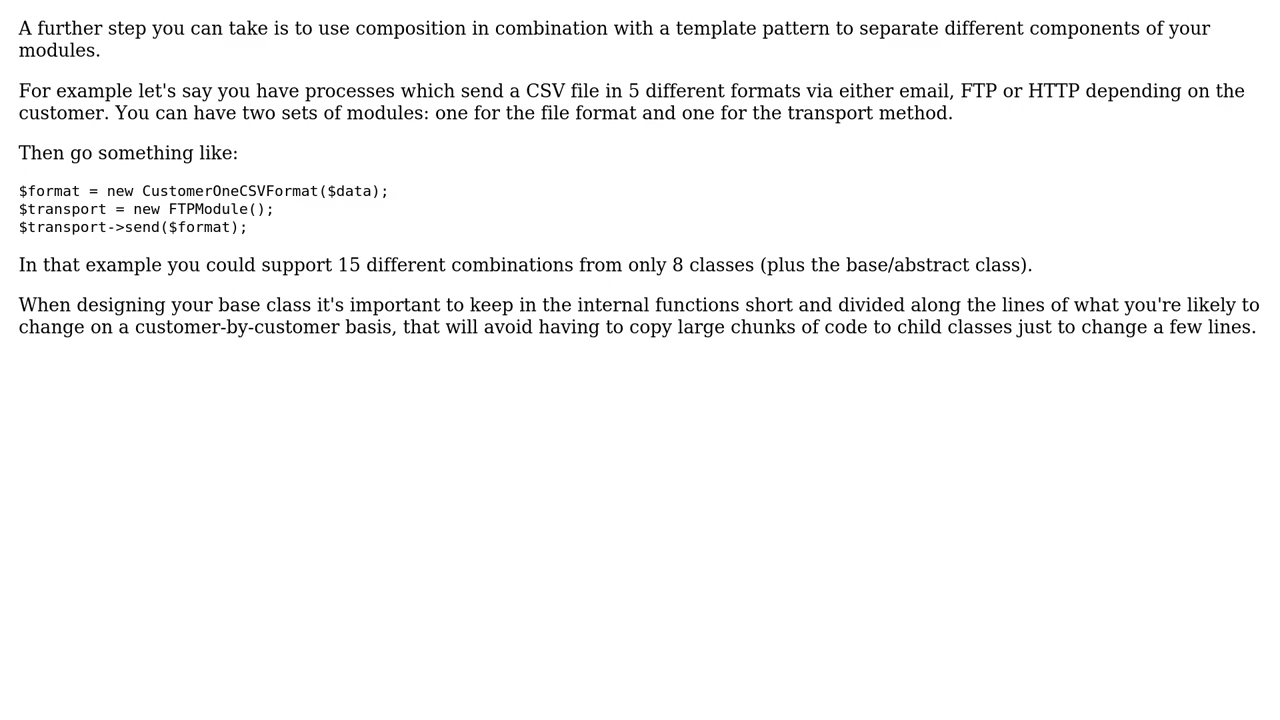 A further step you can take is to use composition in combination with a template pattern to separate different components of your
modules.
For example let's say you have processes which send a CSV file in 5 different formats via either email, FTP or HTTP depending on the
customer. You can have two sets of modules: one for the file format and one for the transport method.
Then go something like:
$format = new CustomerOneCSVFormat($data);
$transport = new FTPModule();
$transport->send($format);
In that example you could support 15 different combinations from only 8 classes (plus the base/abstract class).
When designing your base class it's important to keep in the internal functions short and divided along the lines of what you're likely to
change on a customer-by-customer basis, that will avoid having to copy large chunks of code to child classes just to change a few lines.